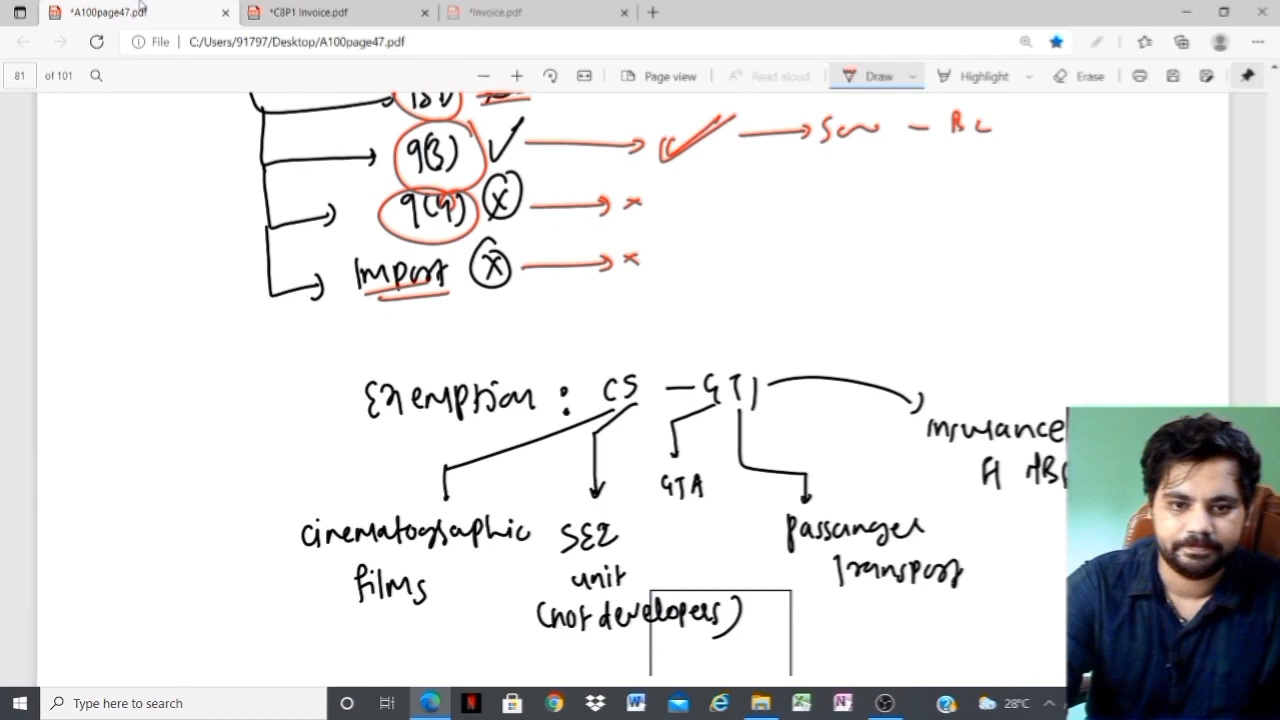 *A100page47.pdf
*CBP1 Invoice.pdf
*Invoice.pdf
File C:/Users/91797/Desktop/A100page47.pdf
81 of 101
Page view
Read aloud
Draw
Highlight
Erase
9(3)
9(4)
Import
Exemption : CS - GTI
Insurance
GTA
cinematographic
films
SEZ
unit
(not developers)
passanger
Transport
Type here to search
28°C